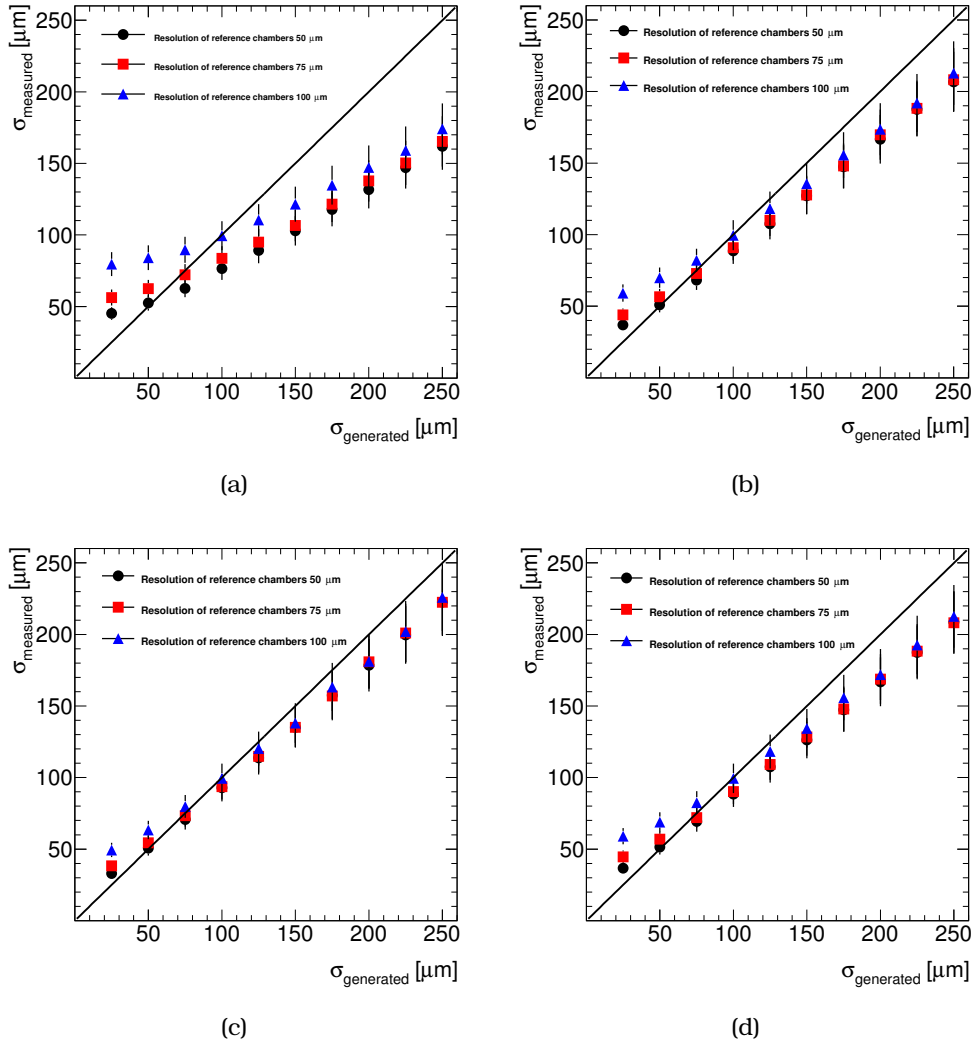 250
200
150
100
50
σmeasured [μm]
Resolution of reference chambers 50 μm
Resolution of reference chambers 75 μm
Resolution of reference chambers 100 μm
50 100 150 200 250
σgenerated [μm]
(a)
250
200
150
100
50
σmeasured [μm]
Resolution of reference chambers 50 μm
Resolution of reference chambers 75 μm
Resolution of reference chambers 100 μm
50 100 150 200 250
σgenerated [μm]
(b)
250
200
150
100
50
σmeasured [μm]
Resolution of reference chambers 50 μm
Resolution of reference chambers 75 μm
Resolution of reference chambers 100 μm
50 100 150 200 250
σgenerated [μm]
(c)
250
200
150
100
50
σmeasured [μm]
Resolution of reference chambers 50 μm
Resolution of reference chambers 75 μm
Resolution of reference chambers 100 μm
50 100 150 200 250
σgenerated [μm]
(d)